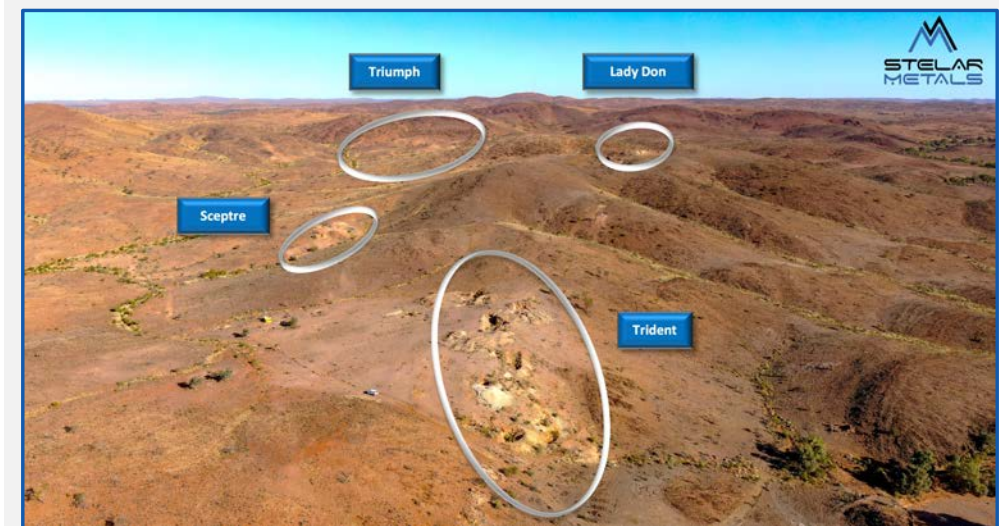 Triumph
Lady Don
STELAR
METALS
Sceptre
Trident